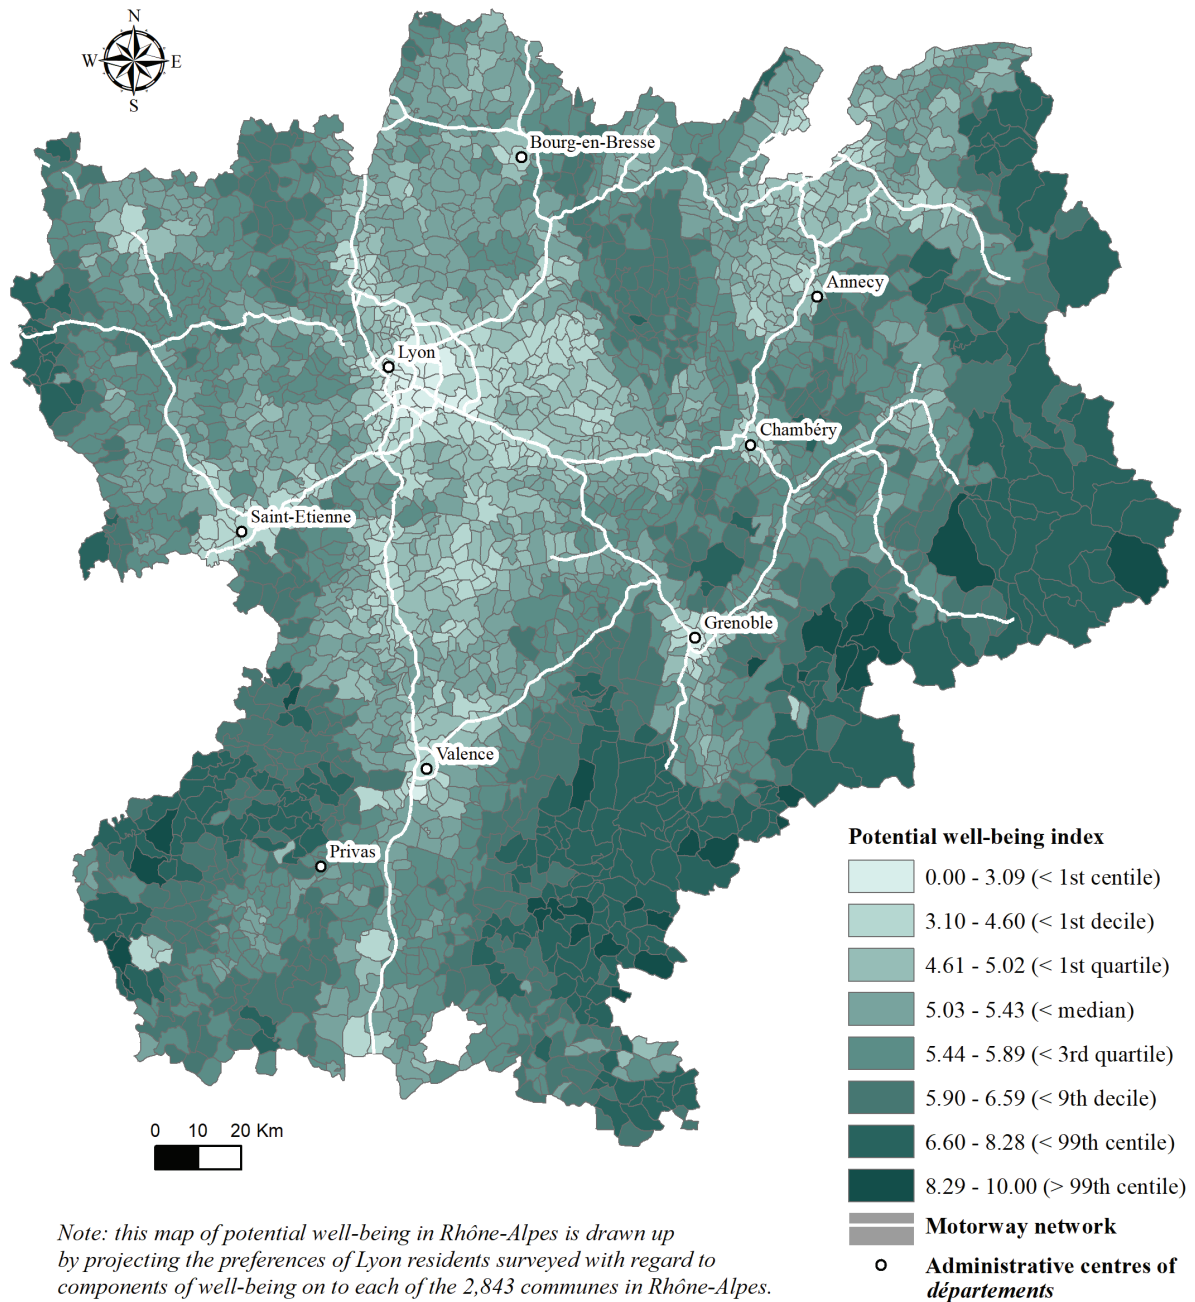 N
W E
S
Bourg-en-Bresse
Annecy
Lyon
Chambéry
Saint-Etienne
Grenoble
Valence
Privas
Potential well-being index
0.00 - 3.09 (< 1st centile)
3.10 - 4.60 (< 1st decile)
4.61 - 5.02 (< 1st quartile)
5.03 - 5.43 (< median)
5.44 - 5.89 (< 3rd quartile)
5.90 - 6.59 (< 9th decile)
6.60 - 8.28 (< 99th centile)
8.29 - 10.00 (> 99th centile)
Motorway network
Administrative centres of
départements
0 10 20 Km
Note: this map of potential well-being in Rhône-Alpes is drawn up
by projecting the preferences of Lyon residents surveyed with regard to
components of well-being on to each of the 2,843 communes in Rhône-Alpes.